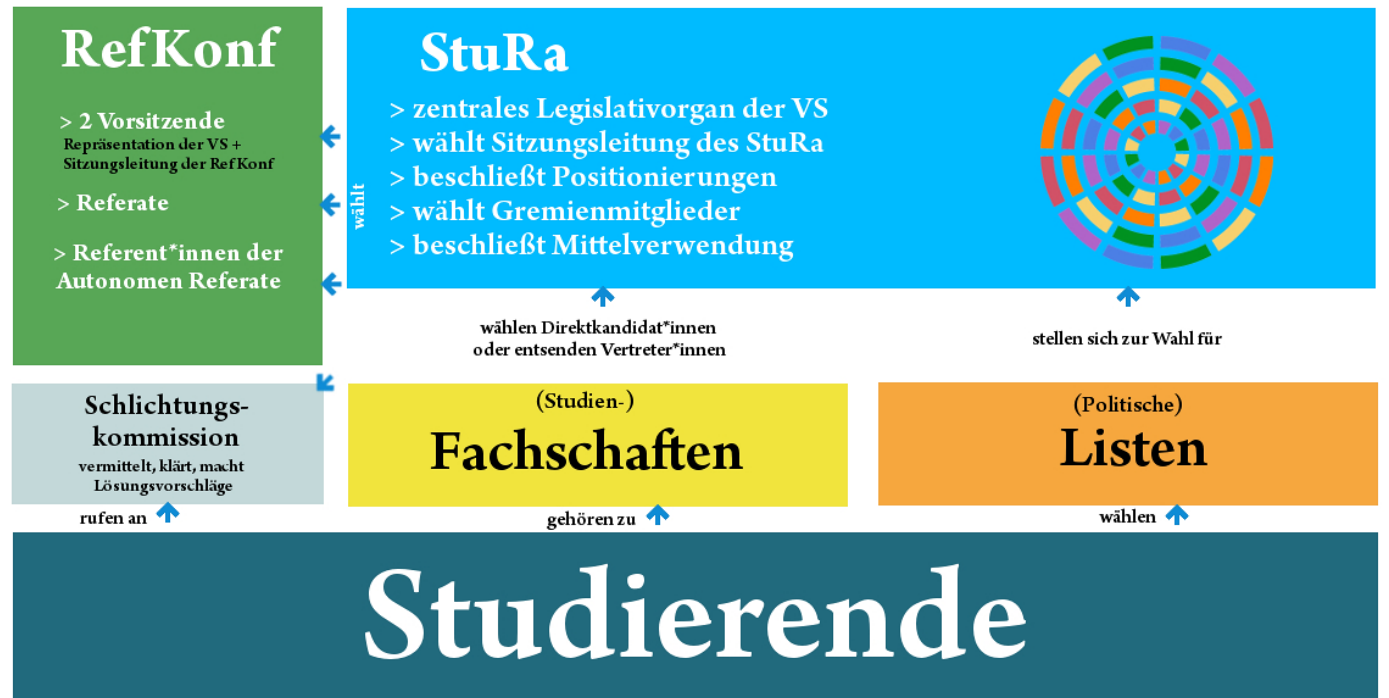 RefKonf
> 2 Vorsitzende
Repräsentation der VS +
Sitzungsleitung der RefKonf
> Referate
> Referent*innen der
Autonomen Referate
wählt
StuRa
> zentrales Legislativorgan der VS
> wählt Sitzungsleitung des StuRa
> beschließt Positionierungen
> wählt Gremienmitglieder
> beschließt Mittelverwendung
wählen Direktkandidat*innen
oder entsenden Vertreter*innen
stellen sich zur Wahl für
Schlichtungs-
kommission
vermittelt, klärt, macht
Lösungsvorschläge
(Studien-)
Fachschaften
(Politische)
Listen
rufen an
gehören zu
wählen
Studierende